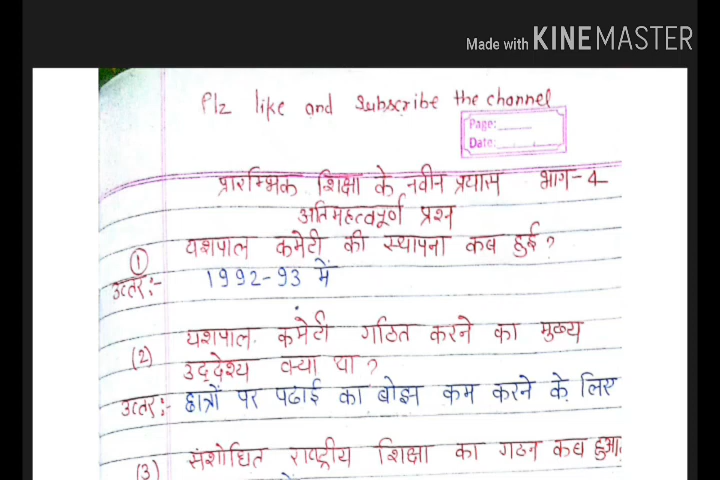 Made with KINEMASTER
Plz like and Subscribe the channel
Page:
Date:
प्रारम्भिक शिक्षा के नवीन प्रयास भाग-4
अतिमहत्वपूर्ण प्रश्न
① यशपाल कमेटी की स्थापना कब हुई?
उत्तर:- 1992-93 में
(2) यशपाल कमेंटी गठित करने का मुख्य
उद्देश्य क्या था?
उत्तर:- छात्रों पर पढाई का बोझ कम करने के लिए
(3) संशोधित राष्ट्रीय शिक्षा का गठन कब हुआ